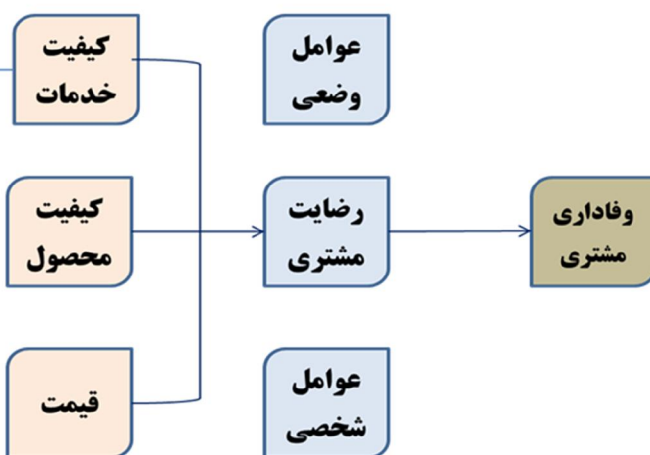 کیفیت
خدمات
عوامل
وضعی
کیفیت
محصول
رضایت
مشتری
وفاداری
مشتری
قیمت
عوامل
شخصی